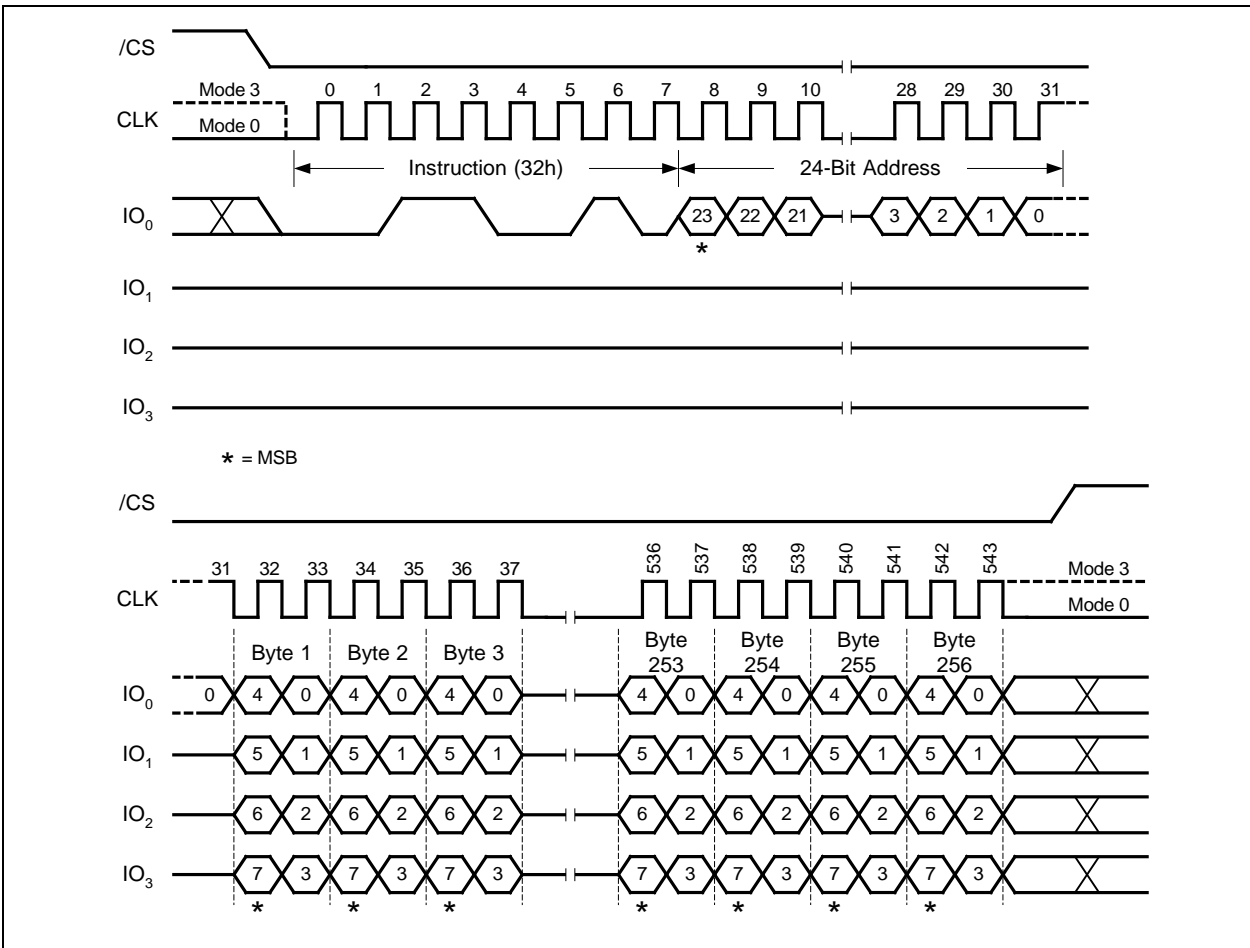 /CS
Mode 3 0 1 2 3 4 5 6 7 8 9 10 28 29 30 31
CLK
Mode 0
Instruction (32h) 24-Bit Address
IO0 23 22 21 3 2 1 0
*
IO1
IO2
IO3
* = MSB
/CS
31 32 33 34 35 36 37 536 537 538 539 540 541 542 543 Mode 3
CLK
Mode 0
Byte 1 Byte 2 Byte 3 Byte 253 Byte 254 Byte 255 Byte 256
IO0 0 4 0 4 0 4 0 4 0 4 0 4 0 4 0
IO1 5 1 5 1 5 1 5 1 5 1 5 1 5 1
IO2 6 2 6 2 6 2 6 2 6 2 6 2 6 2
IO3 7 3 7 3 7 3 7 3 7 3 7 3 7 3
* * * * * * *